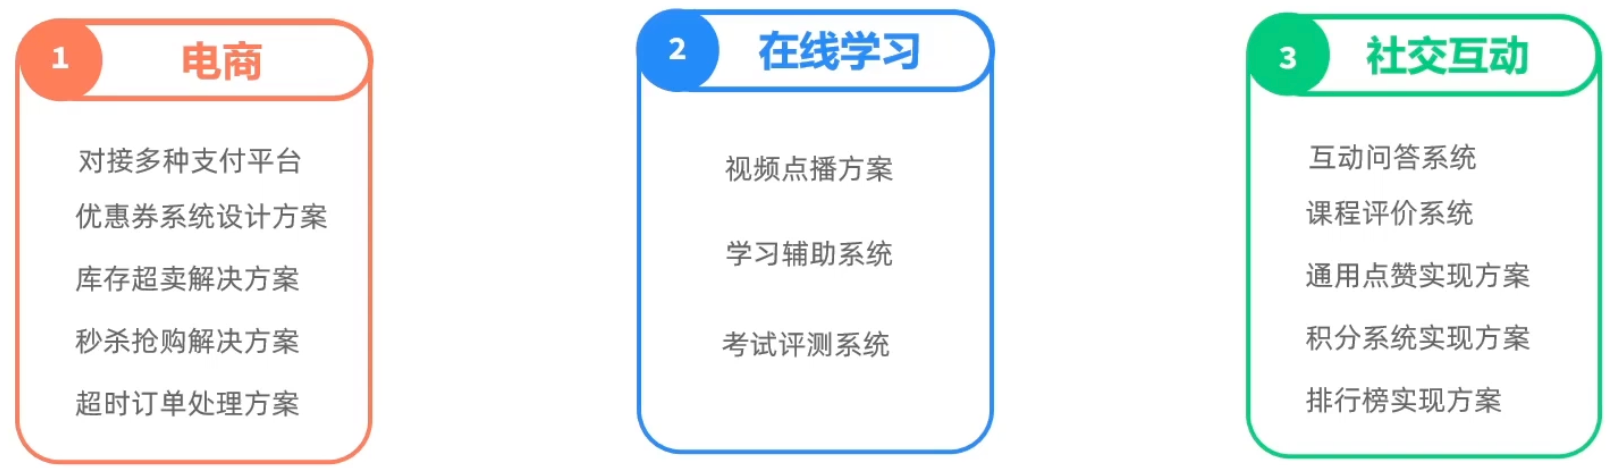 1
电商
对接多种支付平台
优惠券系统设计方案
库存超卖解决方案
秒杀抢购解决方案
超时订单处理方案
2
在线学习
视频点播方案
学习辅助系统
考试评测系统
3
社交互动
互动问答系统
课程评价系统
通用点赞实现方案
积分系统实现方案
排行榜实现方案